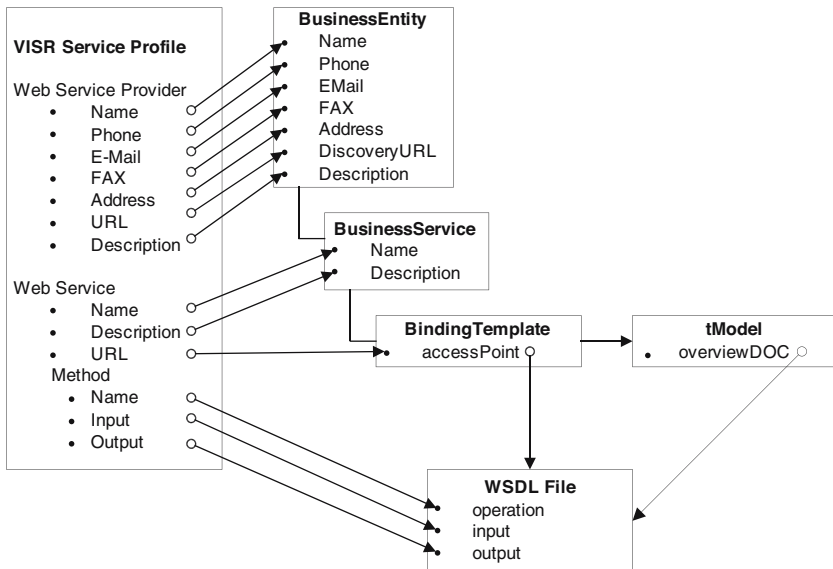 VISR Service Profile
Web Service Provider
• Name
• Phone
• E-Mail
• FAX
• Address
• URL
• Description
Web Service
• Name
• Description
• URL
Method
• Name
• Input
• Output
BusinessEntity
• Name
• Phone
• EMail
• FAX
• Address
• DiscoveryURL
• Description
BusinessService
• Name
• Description
BindingTemplate
• accessPoint
tModel
• overviewDOC
WSDL File
• operation
• input
• output